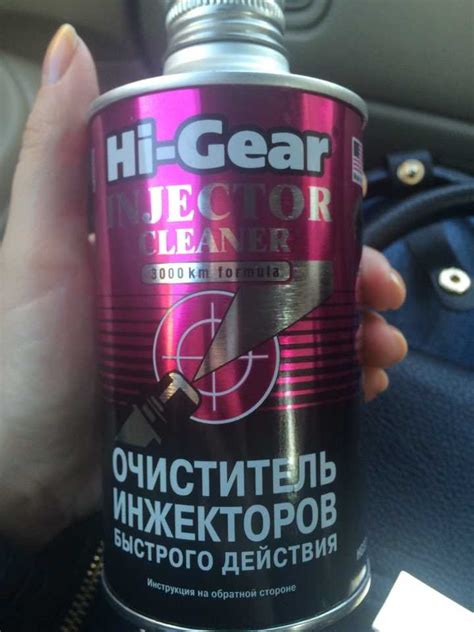 Hi-Gear
INJECTOR
CLEANER
3000 km formula
ОЧИСТИТЕЛЬ
ИНЖЕКТОРОВ
БЫСТРОГО ДЕЙСТВИЯ
Инструкция на обратной стороне